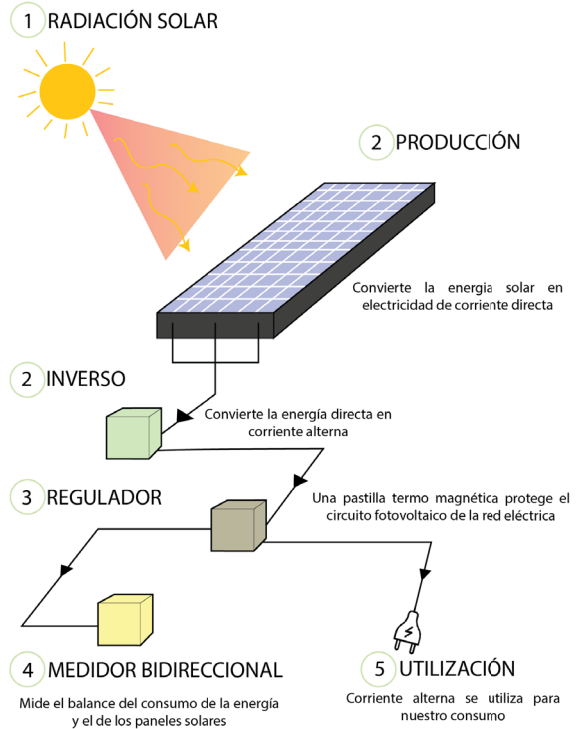 1 RADIACIÓN SOLAR
2 PRODUCCIÓN
Convierte la energia solar en
electricidad de corriente directa
2 INVERSO
Convierte la energía directa en
corriente alterna
3 REGULADOR
Una pastilla termo magnética protege el
circuito fotovoltaico de la red eléctrica
4 MEDIDOR BIDIRECCIONAL
Mide el balance del consumo de la energía
y el de los paneles solares
5 UTILIZACIÓN
Corriente alterna se utiliza para
nuestro consumo